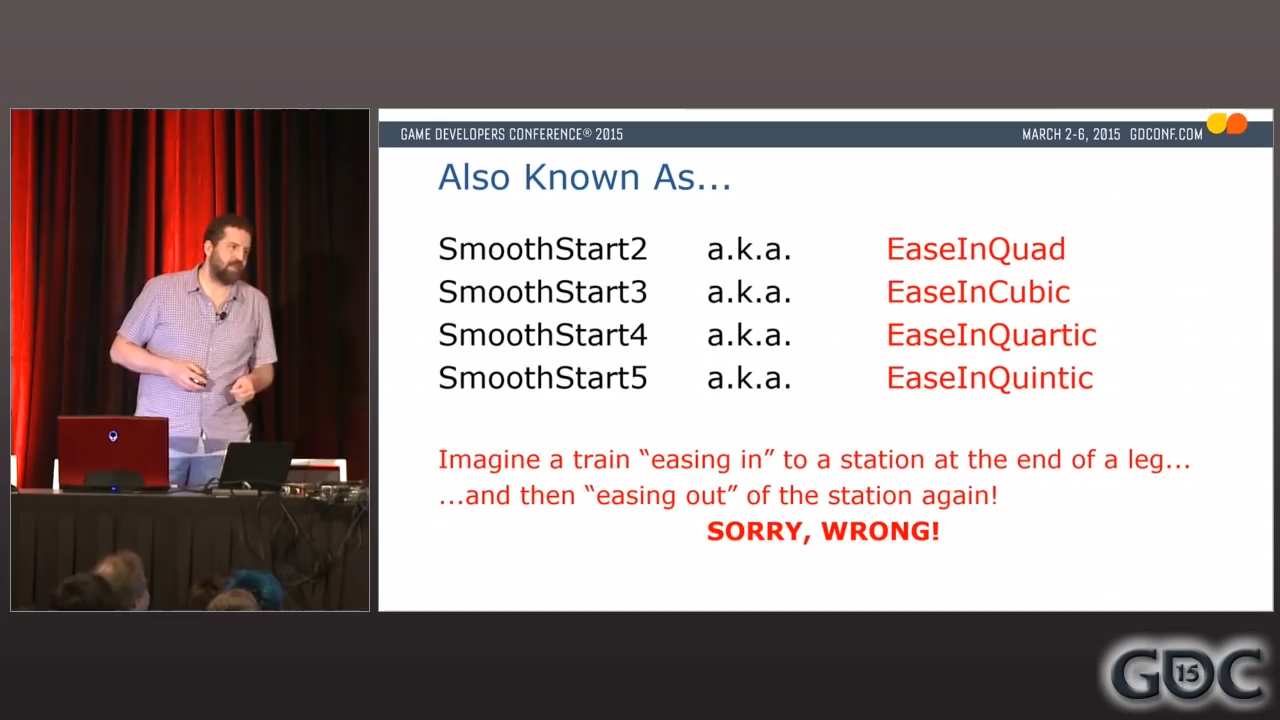 GAME DEVELOPERS CONFERENCE® 2015
MARCH 2-6, 2015 GDCONF.COM
Also Known As...
SmoothStart2 a.k.a. EaseInQuad
SmoothStart3 a.k.a. EaseInCubic
SmoothStart4 a.k.a. EaseInQuartic
SmoothStart5 a.k.a. EaseInQuintic
Imagine a train “easing in” to a station at the end of a leg...
...and then “easing out” of the station again!
SORRY, WRONG!
GDC
15